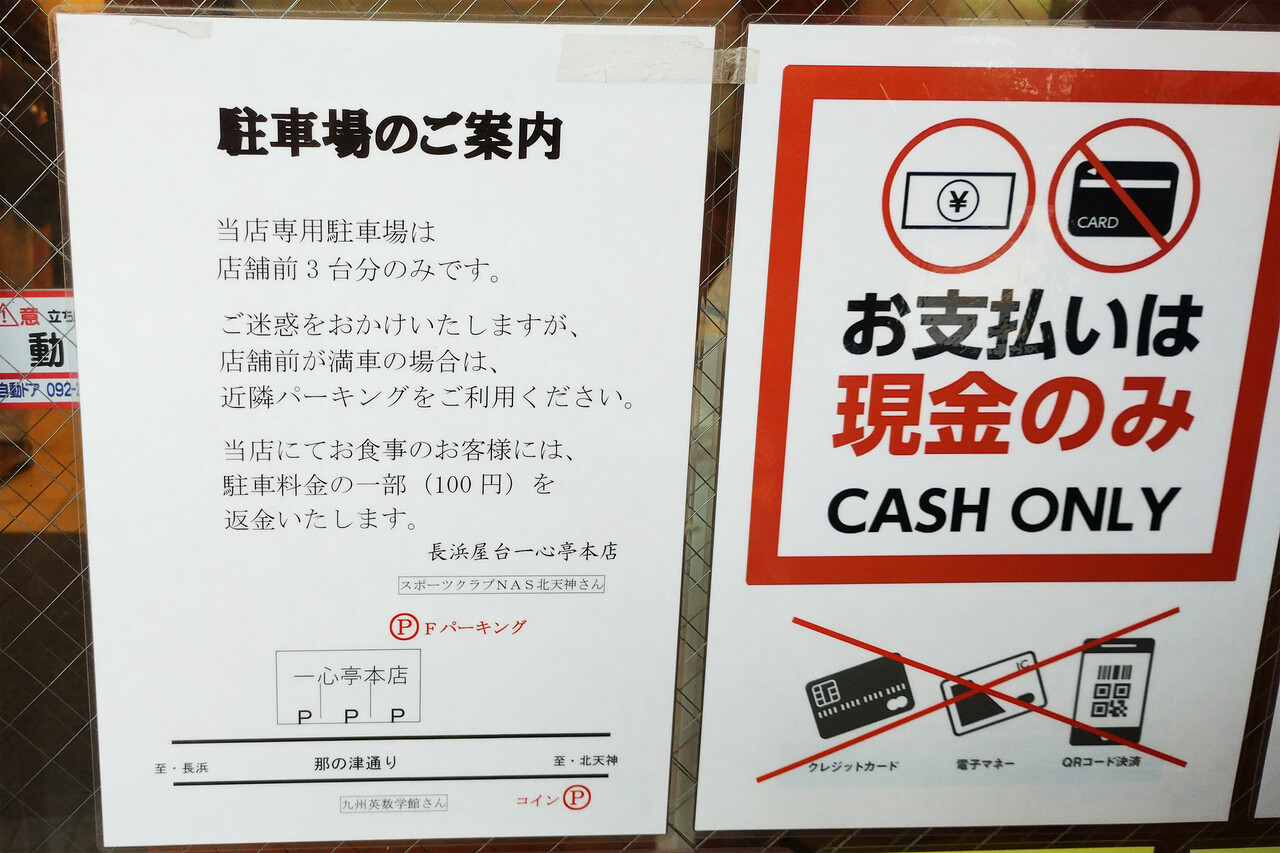 駐車場のご案内
当店専用駐車場は
店舗前3台分のみです。
ご迷惑をおかけいたしますが、
店舗前が満車の場合は、
近隣パーキングをご利用ください。
当店にてお食事のお客様には、
駐車料金の一部（100円）を
返金いたします。
長浜屋台一心亭本店
スポーツクラブNAS北天神さん
Ⓟ Fパーキング
一心亭本店
P P P
至・長浜 那の津通り 至・北天神
九州英数学館さん コインⓅ
意 立ち
動
自動ドア 092-
¥ CARD
お支払いは
現金のみ
CASH ONLY
IC
クレジットカード 電子マネー QRコード決済